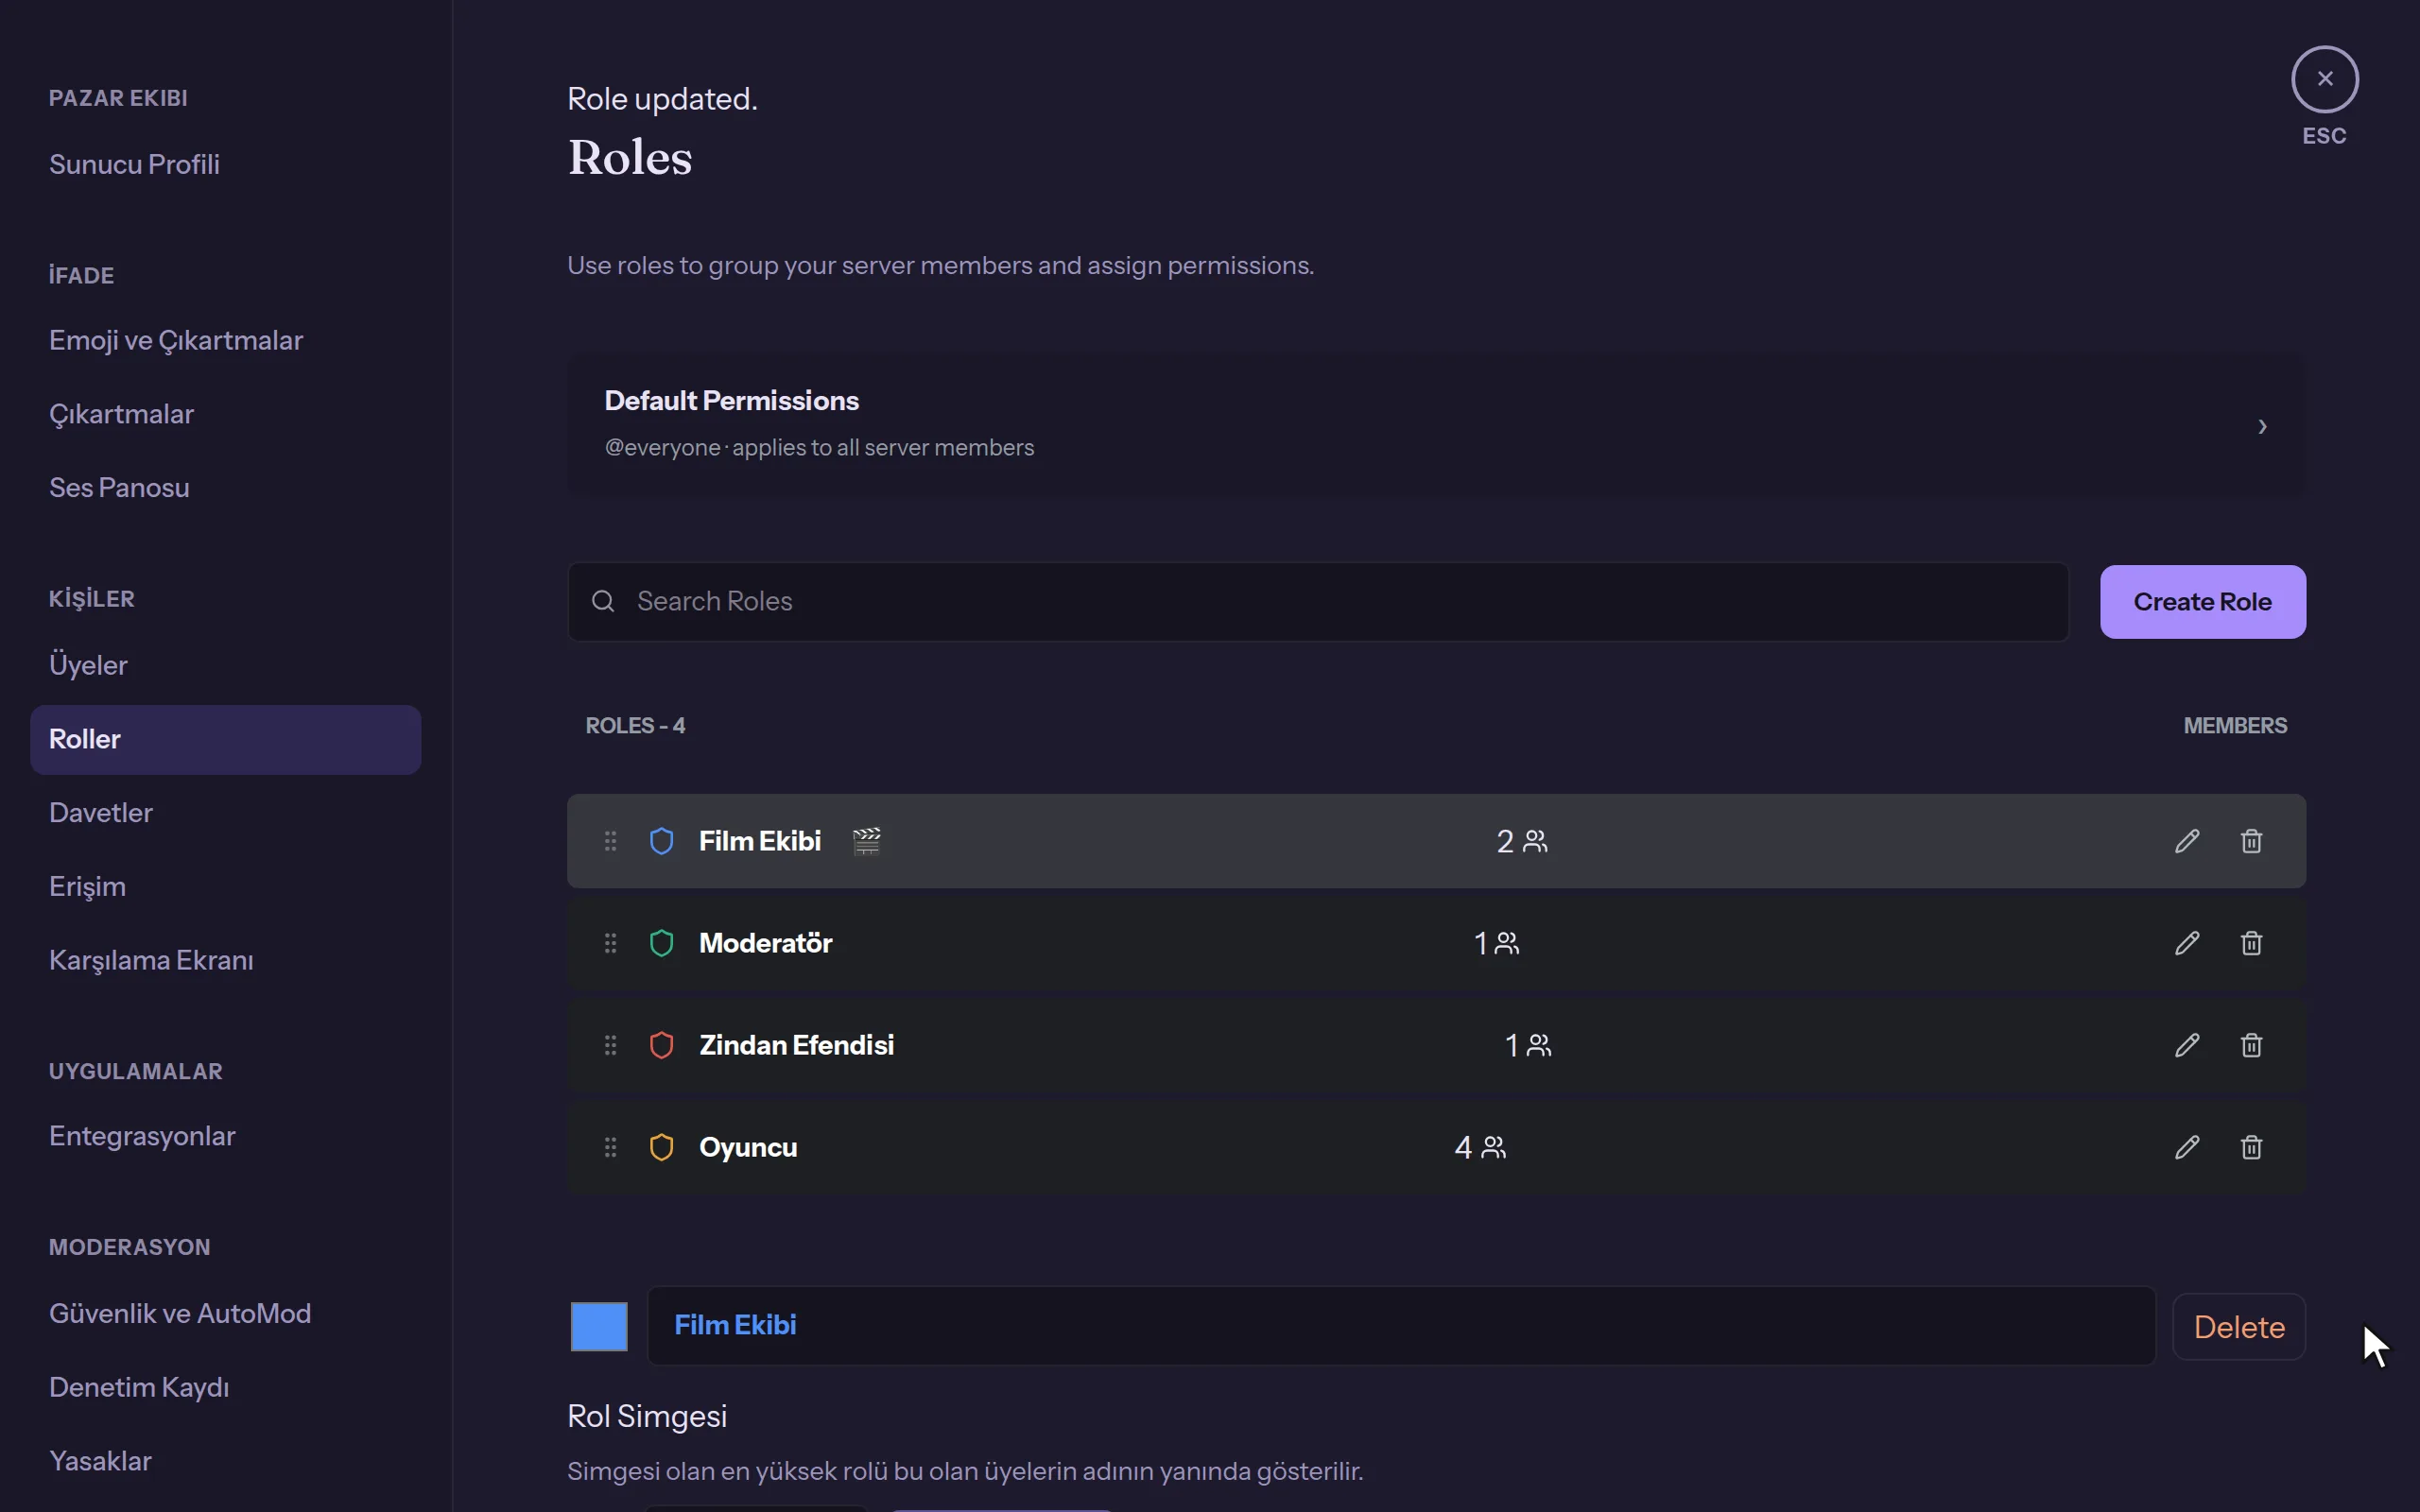 PAZAR EKIBI
Sunucu Profili
İFADE
Emoji ve Çıkartmalar
Çıkartmalar
Ses Panosu
KİŞİLER
Üyeler
Roller
Davetler
Erişim
Karşılama Ekranı
UYGULAMALAR
Entegrasyonlar
MODERASYON
Güvenlik ve AutoMod
Denetim Kaydı
Yasaklar
ESC
Role updated.
Roles
Use roles to group your server members and assign permissions.
Default Permissions
@everyone · applies to all server members
Search Roles
Create Role
ROLES - 4
MEMBERS
Film Ekibi 2
Moderatör 1
Zindan Efendisi 1
Oyuncu 4
Film Ekibi
Delete
Rol Simgesi
Simgesi olan en yüksek rolü bu olan üyelerin adının yanında gösterilir.